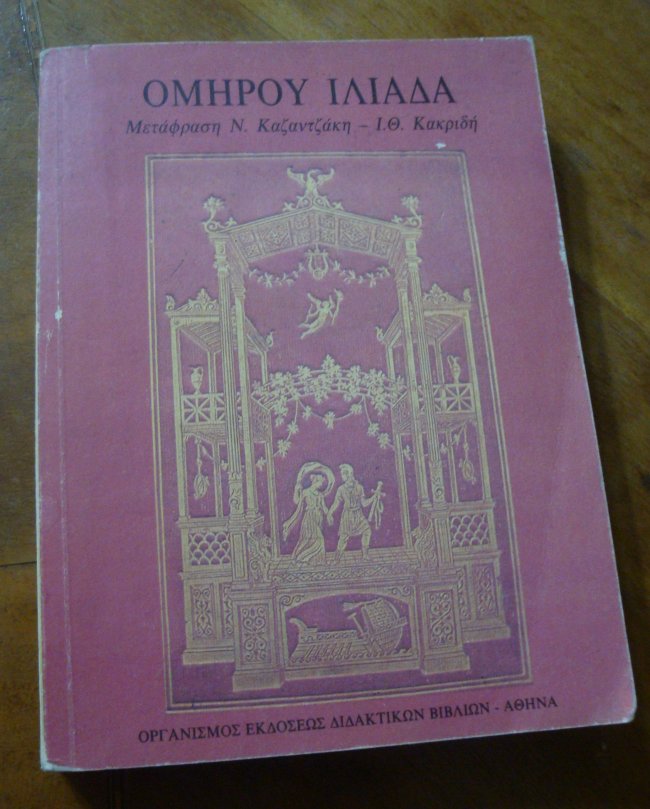 ΟΜΗΡΟΥ ΙΛΙΑΔΑ
Μετάφραση Ν. Καζαντζάκη – Ι.Θ. Κακριδή
ΟΡΓΑΝΙΣΜΟΣ ΕΚΔΟΣΕΩΣ ΔΙΔΑΚΤΙΚΩΝ ΒΙΒΛΙΩΝ - ΑΘΗΝΑ